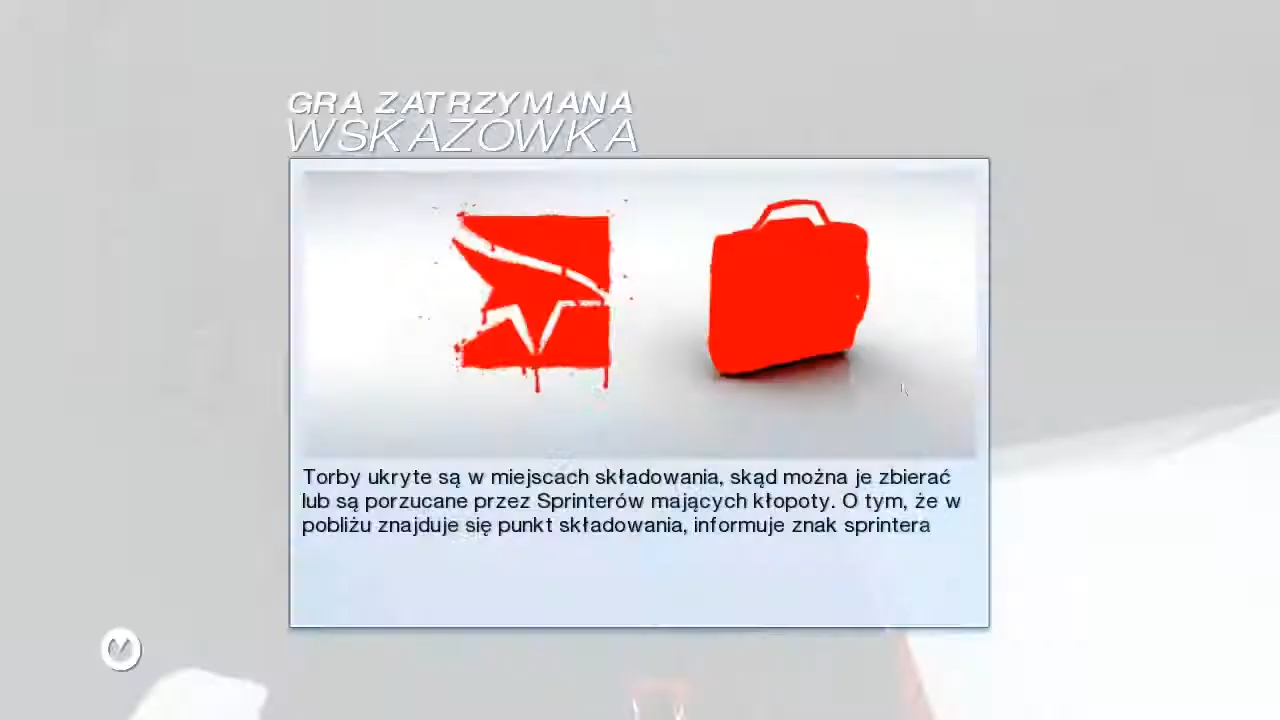 GRA ZATRZYMANA
WSKAZÓWKA
Torby ukryte są w miejscach składowania, skąd można je zbierać
lub są porzucane przez Sprinterów mających kłopoty. O tym, że w
pobliżu znajduje się punkt składowania, informuje znak sprintera